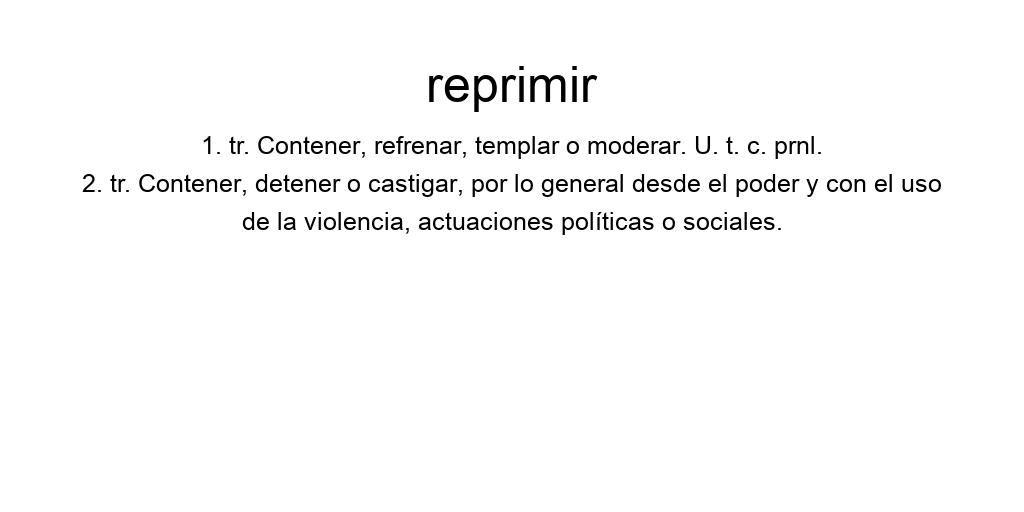 reprimir
1. tr. Contener, refrenar, templar o moderar. U. t. c. prnl.
2. tr. Contener, detener o castigar, por lo general desde el poder y con el uso
de la violencia, actuaciones políticas o sociales.